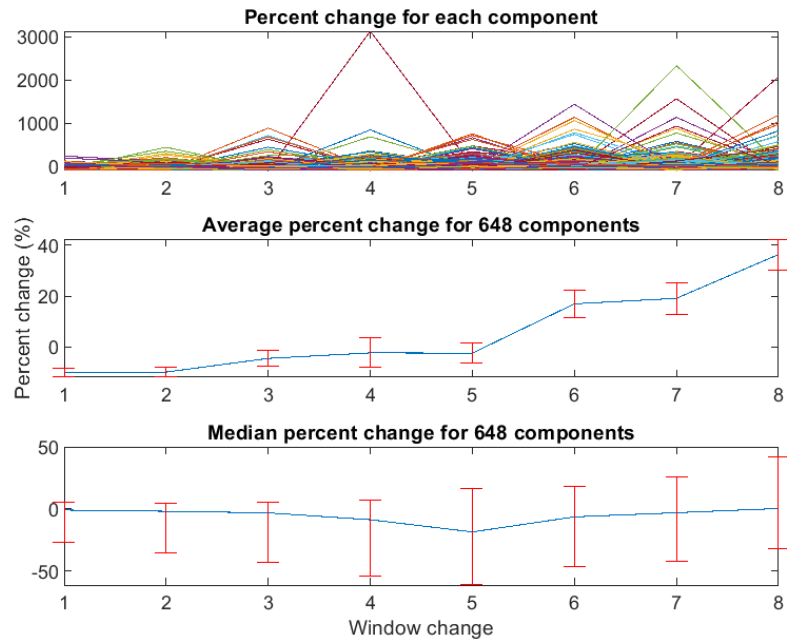 Percent change for each component
3000
2000
1000
0
1 2 3 4 5 6 7 8
Average percent change for 648 components
Percent change (%)
40
20
0
1 2 3 4 5 6 7 8
Median percent change for 648 components
50
0
-50
1 2 3 4 5 6 7 8
Window change